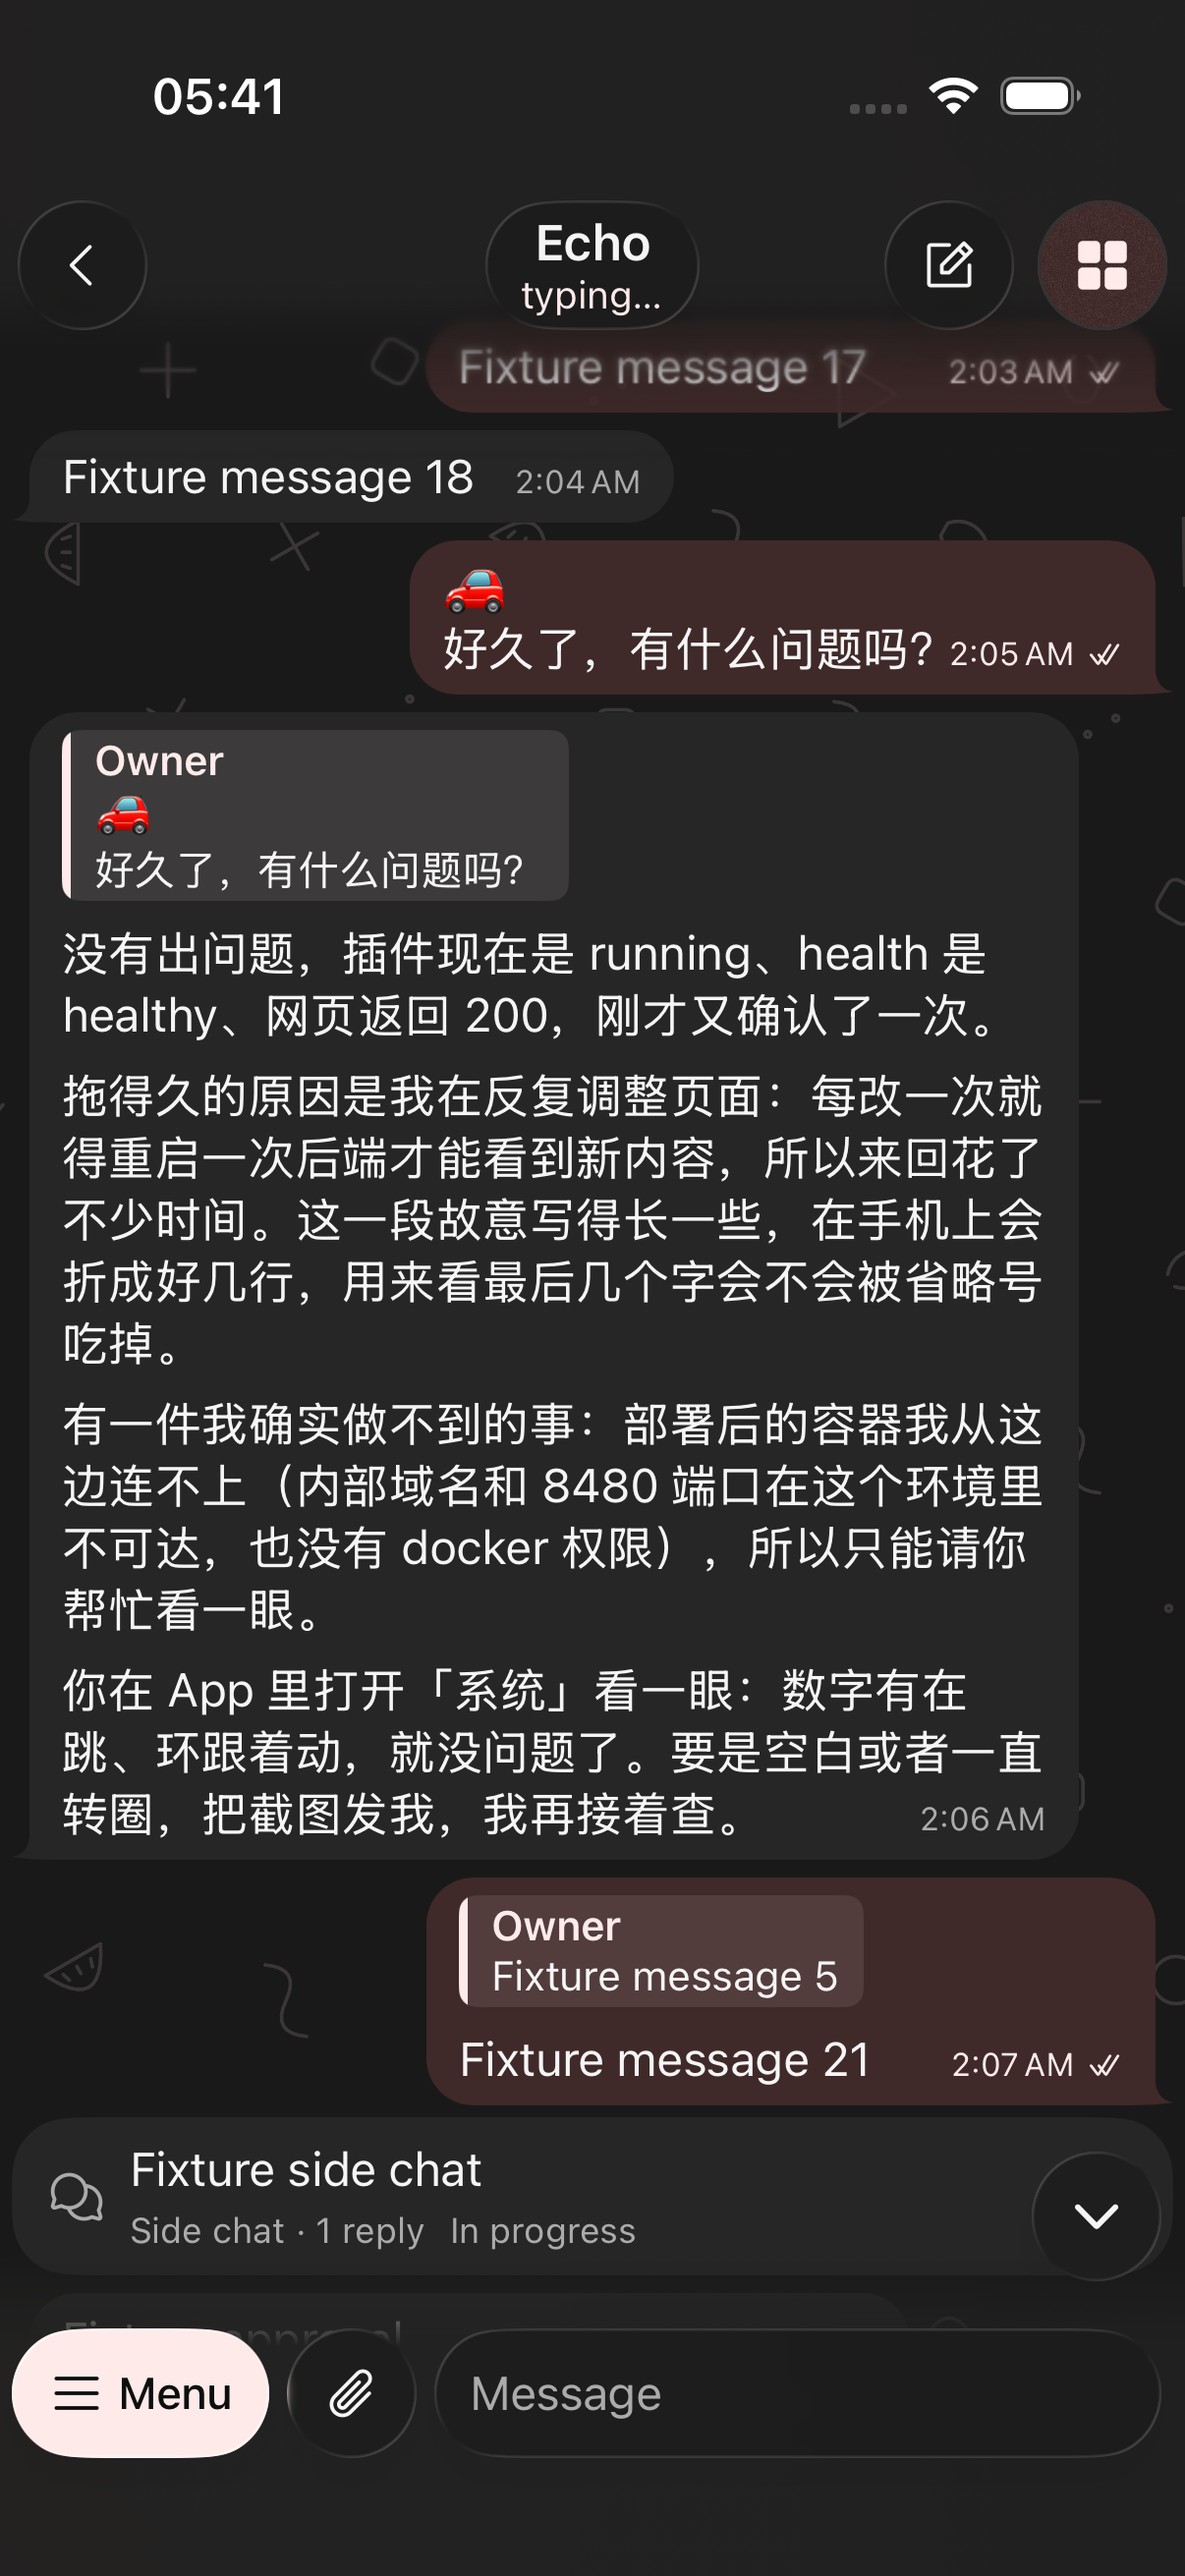 05:41
Echo
typing...
Fixture message 17 2:03 AM
Fixture message 18 2:04 AM
🚗
好久了，有什么问题吗? 2:05 AM
Owner
🚗
好久了，有什么问题吗?
没有出问题，插件现在是 running、health 是
healthy、网页返回 200，刚才又确认了一次。
拖得久的原因是我在反复调整页面：每改一次就
得重启一次后端才能看到新内容，所以来回花了
不少时间。这一段故意写得长一些，在手机上会
折成好几行，用来看最后几个字会不会被省略号
吃掉。
有一件我确实做不到的事：部署后的容器我从这
边连不上（内部域名和 8480 端口在这个环境里
不可达，也没有 docker 权限），所以只能请你
帮忙看一眼。
你在 App 里打开「系统」看一眼：数字有在
跳、环跟着动，就没问题了。要是空白或者一直
转圈，把截图发我，我再接着查。 2:06 AM
Owner
Fixture message 5
Fixture message 21 2:07 AM
Fixture side chat
Side chat · 1 reply In progress
Menu
Message